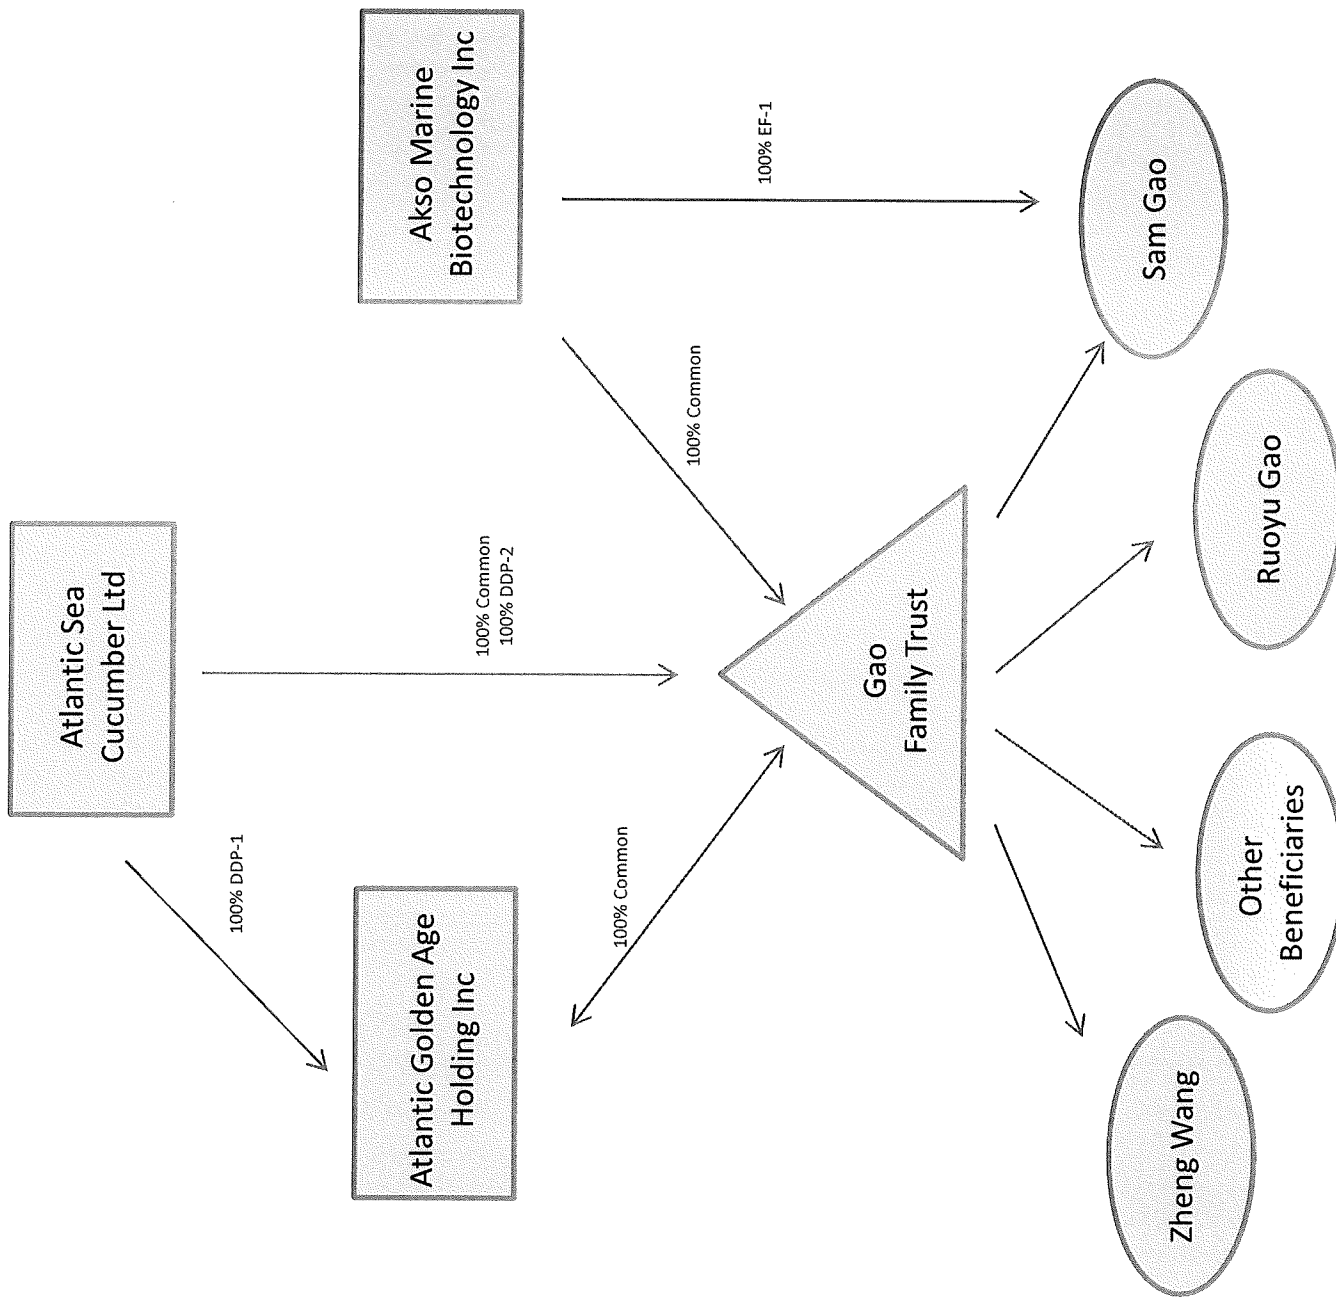 Atlantic Sea
Cucumber Ltd
100% DDP-1
Atlantic Golden Age
Holding Inc
100% Common
100% DDP-2
Akso Marine
Biotechnology Inc
100% Common
100% Common
100% EF-1
Gao
Family Trust
Zheng Wang
Other
Beneficiaries
Ruoyu Gao
Sam Gao